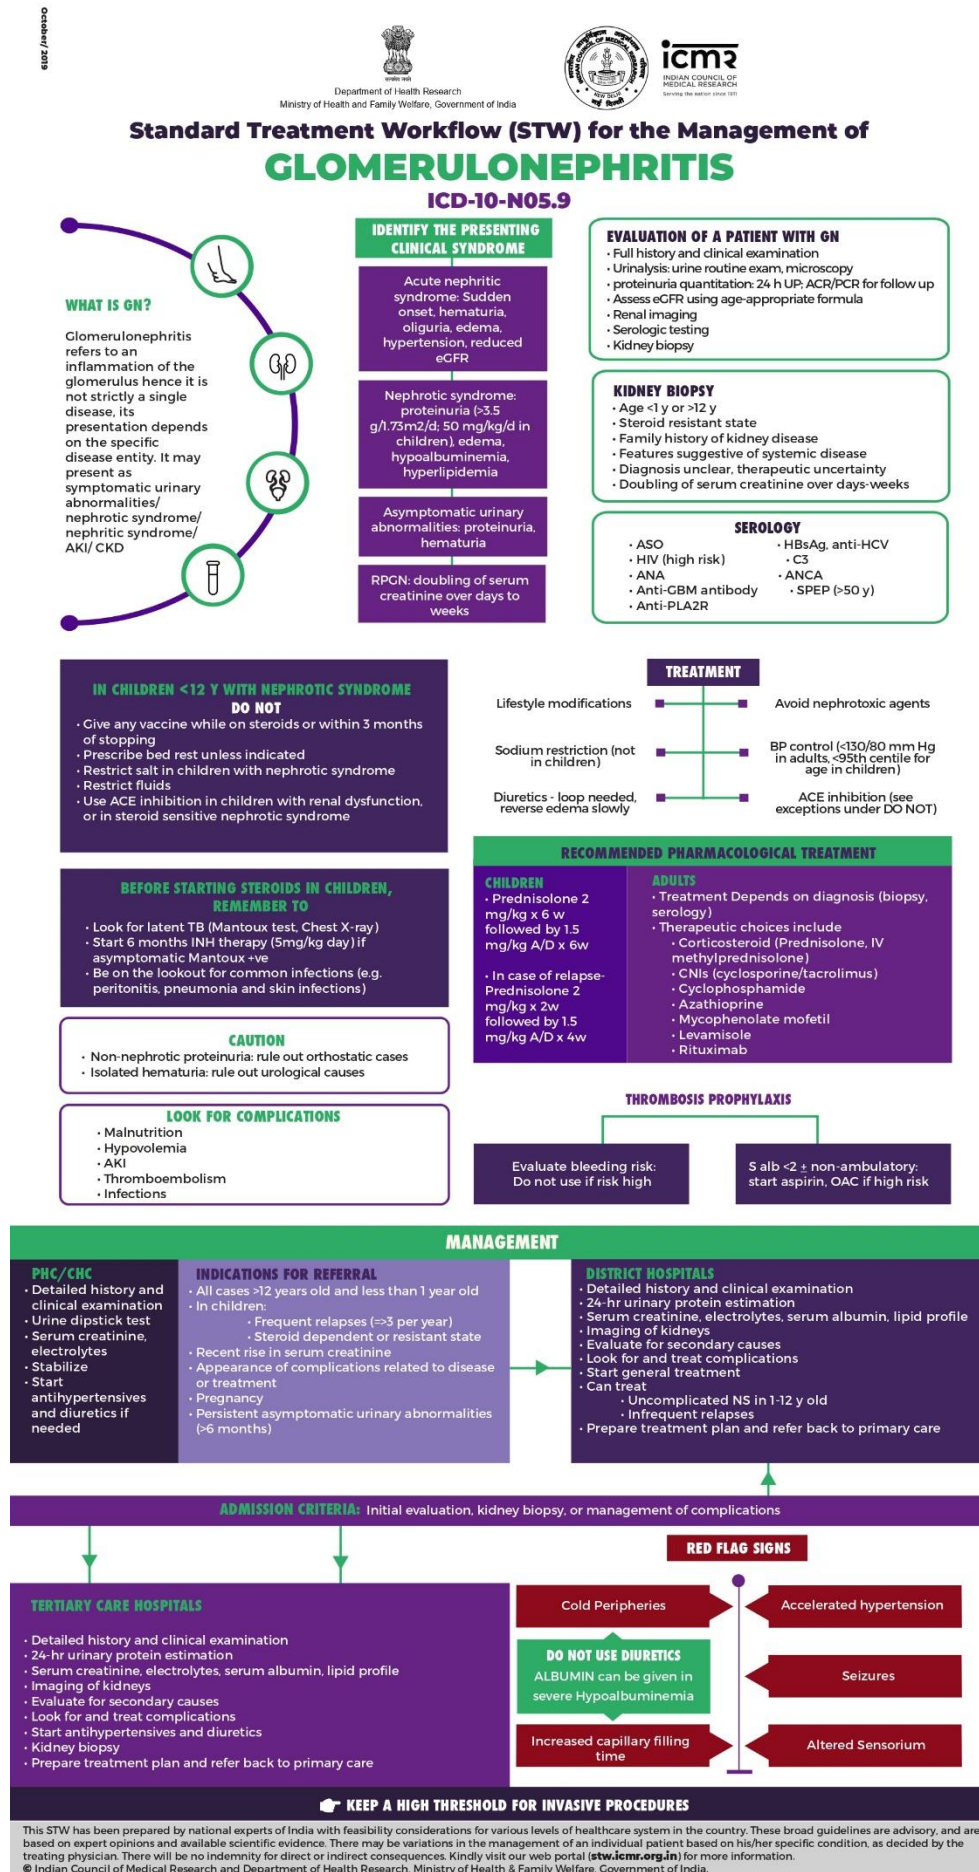 October/ 2019
सत्यमेव जयते
Department of Health Research
Ministry of Health and Family Welfare, Government of India
INDIAN COUNCIL OF MEDICAL RESEARCH
NEW DELHI
नई दिल्ली
icmr
INDIAN COUNCIL OF
MEDICAL RESEARCH
Serving the nation since 1911
Standard Treatment Workflow (STW) for the Management of
GLOMERULONEPHRITIS
ICD-10-N05.9
WHAT IS GN?
Glomerulonephritis
refers to an
inflammation of the
glomerulus hence it is
not strictly a single
disease, its
presentation depends
on the specific
disease entity. It may
present as
symptomatic urinary
abnormalities/
nephrotic syndrome/
nephritic syndrome/
AKI/ CKD
IDENTIFY THE PRESENTING
CLINICAL SYNDROME
Acute nephritic
syndrome: Sudden
onset, hematuria,
oliguria, edema,
hypertension, reduced
eGFR
Nephrotic syndrome:
proteinuria (>3.5
g/1.73m2/d; 50 mg/kg/d in
children), edema,
hypoalbuminemia,
hyperlipidemia
Asymptomatic urinary
abnormalities: proteinuria,
hematuria
RPGN: doubling of serum
creatinine over days to
weeks
EVALUATION OF A PATIENT WITH GN
• Full history and clinical examination
• Urinalysis: urine routine exam, microscopy
• proteinuria quantitation: 24 h UP; ACR/PCR for follow up
• Assess eGFR using age-appropriate formula
• Renal imaging
• Serologic testing
• Kidney biopsy
KIDNEY BIOPSY
• Age <1 y or >12 y
• Steroid resistant state
• Family history of kidney disease
• Features suggestive of systemic disease
• Diagnosis unclear, therapeutic uncertainty
• Doubling of serum creatinine over days-weeks
SEROLOGY
• ASO
• HIV (high risk)
• ANA
• Anti-GBM antibody
• Anti-PLA2R
• HBsAg, anti-HCV
• C3
• ANCA
• SPEP (>50 y)
IN CHILDREN <12 Y WITH NEPHROTIC SYNDROME
DO NOT
• Give any vaccine while on steroids or within 3 months
of stopping
• Prescribe bed rest unless indicated
• Restrict salt in children with nephrotic syndrome
• Restrict fluids
• Use ACE inhibition in children with renal dysfunction,
or in steroid sensitive nephrotic syndrome
BEFORE STARTING STEROIDS IN CHILDREN,
REMEMBER TO
• Look for latent TB (Mantoux test, Chest X-ray)
• Start 6 months INH therapy (5mg/kg day) if
asymptomatic Mantoux +ve
• Be on the lookout for common infections (e.g.
peritonitis, pneumonia and skin infections)
CAUTION
• Non-nephrotic proteinuria: rule out orthostatic cases
• Isolated hematuria: rule out urological causes
LOOK FOR COMPLICATIONS
• Malnutrition
• Hypovolemia
• AKI
• Thromboembolism
• Infections
TREATMENT
Lifestyle modifications
Avoid nephrotoxic agents
Sodium restriction (not
in children)
BP control (<130/80 mm Hg
in adults, <95th centile for
age in children)
Diuretics - loop needed,
reverse edema slowly
ACE inhibition (see
exceptions under DO NOT)
RECOMMENDED PHARMACOLOGICAL TREATMENT
CHILDREN
• Prednisolone 2
mg/kg x 6 w
followed by 1.5
mg/kg A/D x 6w
• In case of relapse-
Prednisolone 2
mg/kg x 2w
followed by 1.5
mg/kg A/D x 4w
ADULTS
• Treatment Depends on diagnosis (biopsy,
serology)
• Therapeutic choices include
• Corticosteroid (Prednisolone, IV
methylprednisolone)
• CNIs (cyclosporine/tacrolimus)
• Cyclophosphamide
• Azathioprine
• Mycophenolate mofetil
• Levamisole
• Rituximab
THROMBOSIS PROPHYLAXIS
Evaluate bleeding risk:
Do not use if risk high
S alb <2 ± non-ambulatory:
start aspirin, OAC if high risk
MANAGEMENT
PHC/CHC
• Detailed history and
clinical examination
• Urine dipstick test
• Serum creatinine,
electrolytes
• Stabilize
• Start
antihypertensives
and diuretics if
needed
INDICATIONS FOR REFERRAL
• All cases >12 years old and less than 1 year old
• In children:
• Frequent relapses (=>3 per year)
• Steroid dependent or resistant state
• Recent rise in serum creatinine
• Appearance of complications related to disease
or treatment
• Pregnancy
• Persistent asymptomatic urinary abnormalities
(>6 months)
DISTRICT HOSPITALS
• Detailed history and clinical examination
• 24-hr urinary protein estimation
• Serum creatinine, electrolytes, serum albumin, lipid profile
• Imaging of kidneys
• Evaluate for secondary causes
• Look for and treat complications
• Start general treatment
• Can treat
• Uncomplicated NS in 1-12 y old
• Infrequent relapses
• Prepare treatment plan and refer back to primary care
ADMISSION CRITERIA: Initial evaluation, kidney biopsy, or management of complications
TERTIARY CARE HOSPITALS
• Detailed history and clinical examination
• 24-hr urinary protein estimation
• Serum creatinine, electrolytes, serum albumin, lipid profile
• Imaging of kidneys
• Evaluate for secondary causes
• Look for and treat complications
• Start antihypertensives and diuretics
• Kidney biopsy
• Prepare treatment plan and refer back to primary care
RED FLAG SIGNS
Cold Peripheries
Accelerated hypertension
DO NOT USE DIURETICS
ALBUMIN can be given in
severe Hypoalbuminemia
Seizures
Increased capillary filling
time
Altered Sensorium
KEEP A HIGH THRESHOLD FOR INVASIVE PROCEDURES
This STW has been prepared by national experts of India with feasibility considerations for various levels of healthcare system in the country. These broad guidelines are advisory, and are
based on expert opinions and available scientific evidence. There may be variations in the management of an individual patient based on his/her specific condition, as decided by the
treating physician. There will be no indemnity for direct or indirect consequences. Kindly visit our web portal (stw.icmr.org.in) for more information.
© Indian Council of Medical Research and Department of Health Research, Ministry of Health & Family Welfare, Government of India.